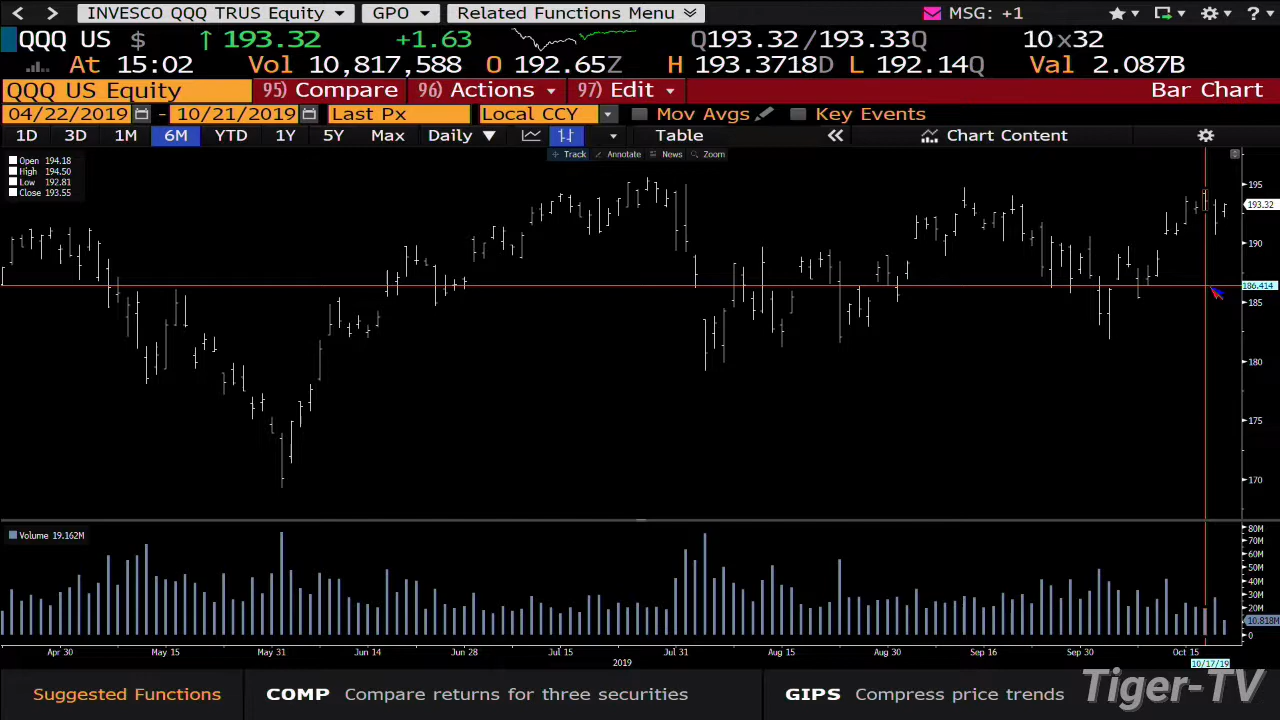 INVESCO QQQ TRUS Equity GPO Related Functions Menu MSG: +1
QQQ US $ ↑ 193.32 +1.63 Q193.32/193.33Q 10x32
At 15:02 Vol 10,817,588 O 192.65Z H 193.3718D L 192.14Q Val 2.087B
QQQ US Equity 95) Compare 96) Actions 97) Edit Bar Chart
04/22/2019 - 10/21/2019 Last Px Local CCY Mov Avgs Key Events
1D 3D 1M 6M YTD 1Y 5Y Max Daily ▼ Table « Chart Content
Track Annotate News Zoom
Open 194.18
High 194.50
Low 192.81
Close 193.55
195
193.32
190
186.414
185
180
175
170
Volume 19.162M
80M
70M
60M
50M
40M
30M
20M
10.818M
0
Apr 30 May 15 May 31 Jun 14 Jun 28 Jul 15 Jul 31 Aug 15 Aug 30 Sep 16 Sep 30 Oct 15
2019 10/17/19
Suggested Functions COMP Compare returns for three securities GIPS Compress price trends
Tiger-TV